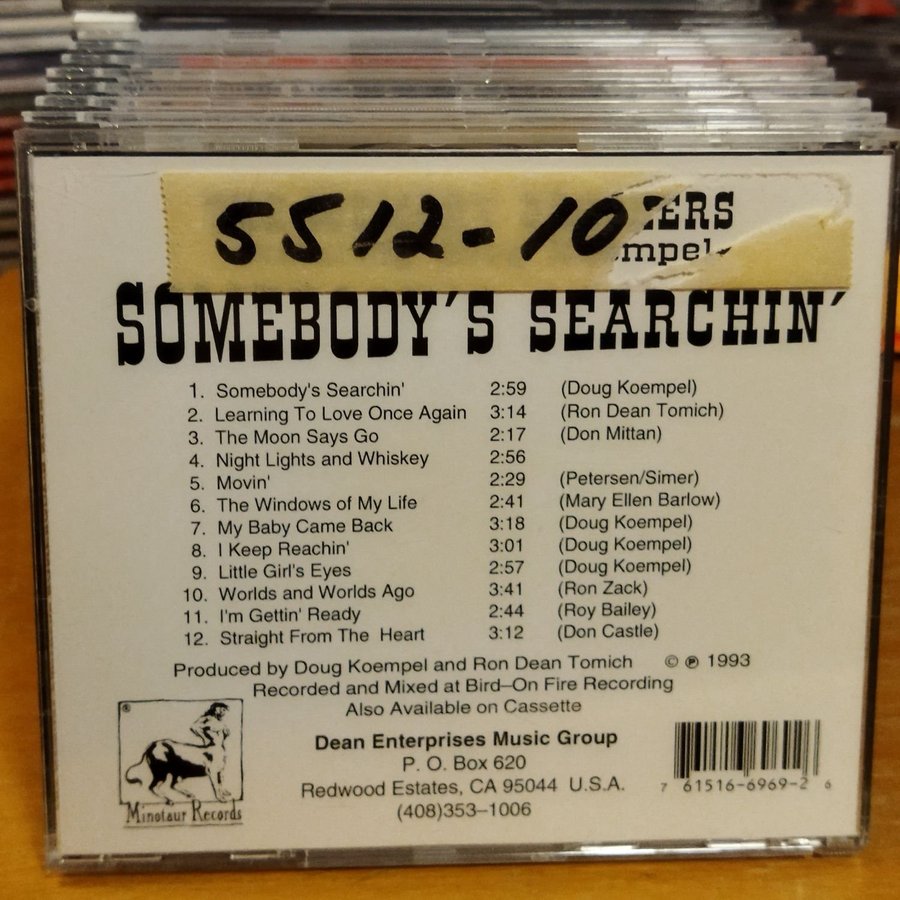 5512-10
SOMEBODY'S SEARCHIN'
1. Somebody's Searchin' 2:59 (Doug Koempel)
2. Learning To Love Once Again 3:14 (Ron Dean Tomich)
3. The Moon Says Go 2:17 (Don Mittan)
4. Night Lights and Whiskey 2:56
5. Movin' 2:29 (Petersen/Simer)
6. The Windows of My Life 2:41 (Mary Ellen Barlow)
7. My Baby Came Back 3:18 (Doug Koempel)
8. I Keep Reachin' 3:01 (Doug Koempel)
9. Little Girl's Eyes 2:57 (Doug Koempel)
10. Worlds and Worlds Ago 3:41 (Ron Zack)
11. I'm Gettin' Ready 2:44 (Roy Bailey)
12. Straight From The Heart 3:12 (Don Castle)
Produced by Doug Koempel and Ron Dean Tomich © ℗ 1993
Recorded and Mixed at Bird–On Fire Recording
Also Available on Cassette
®
Minotaur Records
Dean Enterprises Music Group
P. O. Box 620
Redwood Estates, CA 95044 U.S.A.
(408)353–1006
7 61516-6969-2 6